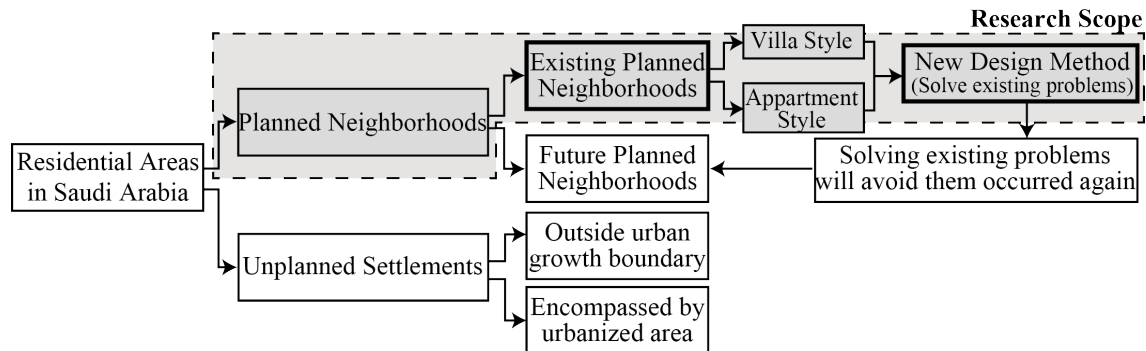 Research Scope
Villa Style
Existing Planned
Neighborhoods
New Design Method
(Solve existing problems)
Appartment
Style
Planned Neighborhoods
Residential Areas
in Saudi Arabia
Future Planned
Neighborhoods
Solving existing problems
will avoid them occurred again
Unplanned Settlements
Outside urban
growth boundary
Encompassed by
urbanized area